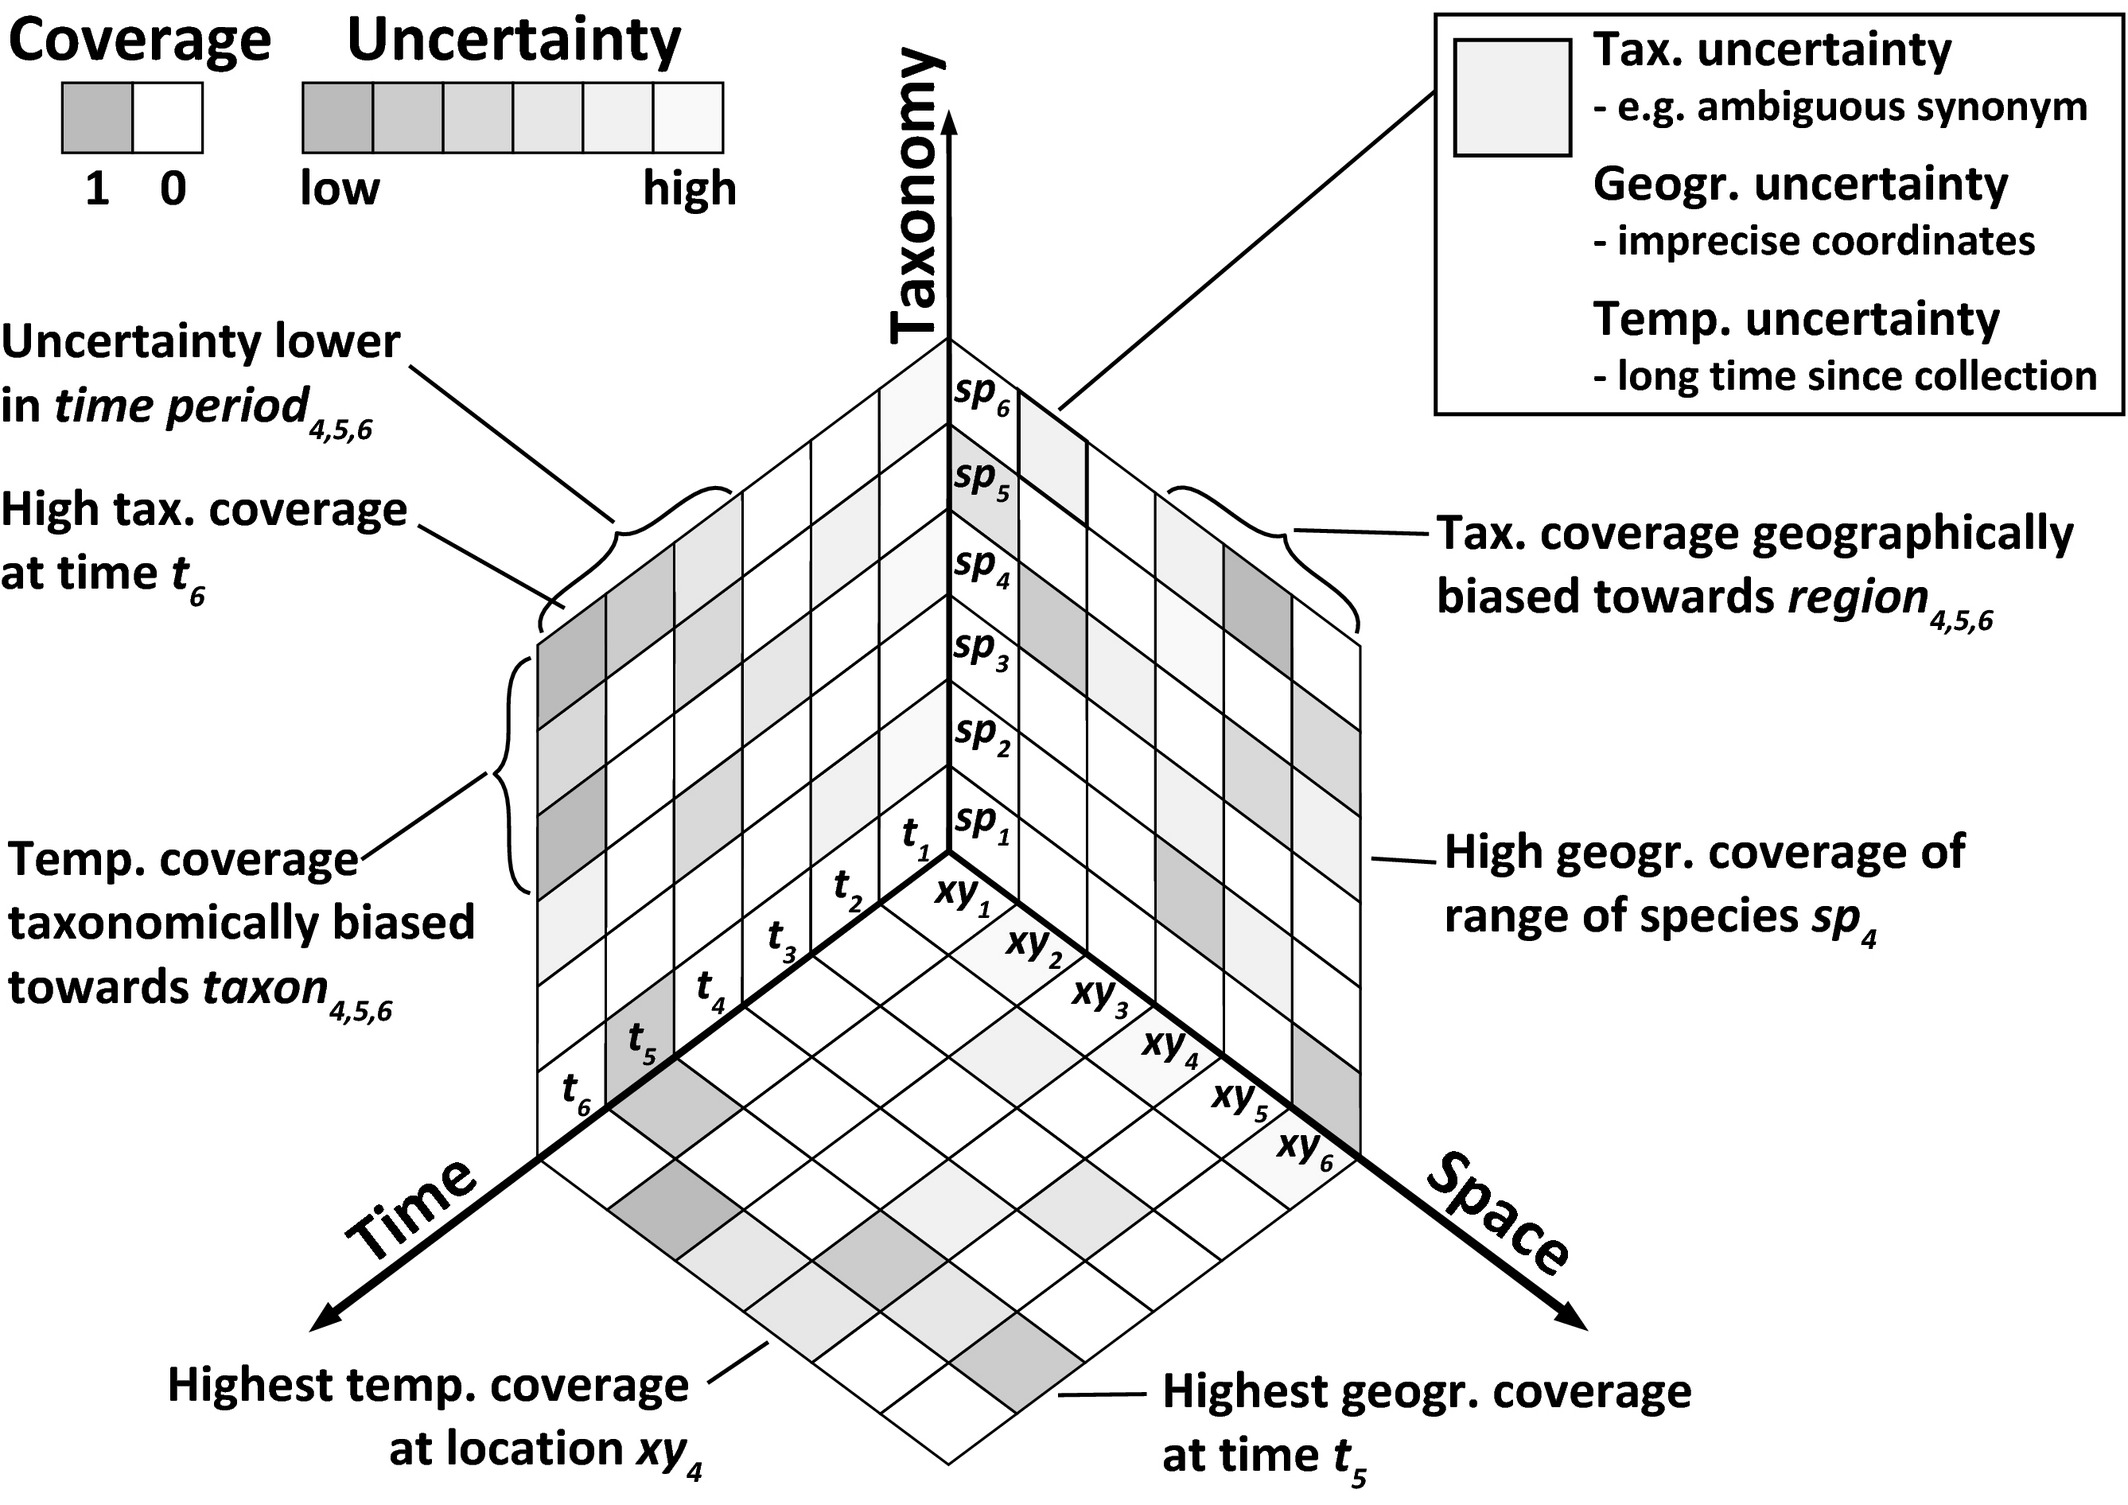 Coverage
Uncertainty
1 0
low high
Tax. uncertainty
- e.g. ambiguous synonym
Geogr. uncertainty
- imprecise coordinates
Temp. uncertainty
- long time since collection
Taxonomy
Uncertainty lower
in time period4,5,6
High tax. coverage
at time t6
Temp. coverage
taxonomically biased
towards taxon4,5,6
sp6
sp5
sp4
sp3
sp2
sp1
Tax. coverage geographically
biased towards region4,5,6
High geogr. coverage of
range of species sp4
t1
t2
t3
t4
t5
t6
xy1
xy2
xy3
xy4
xy5
xy6
Time
Space
Highest temp. coverage
at location xy4
Highest geogr. coverage
at time t5